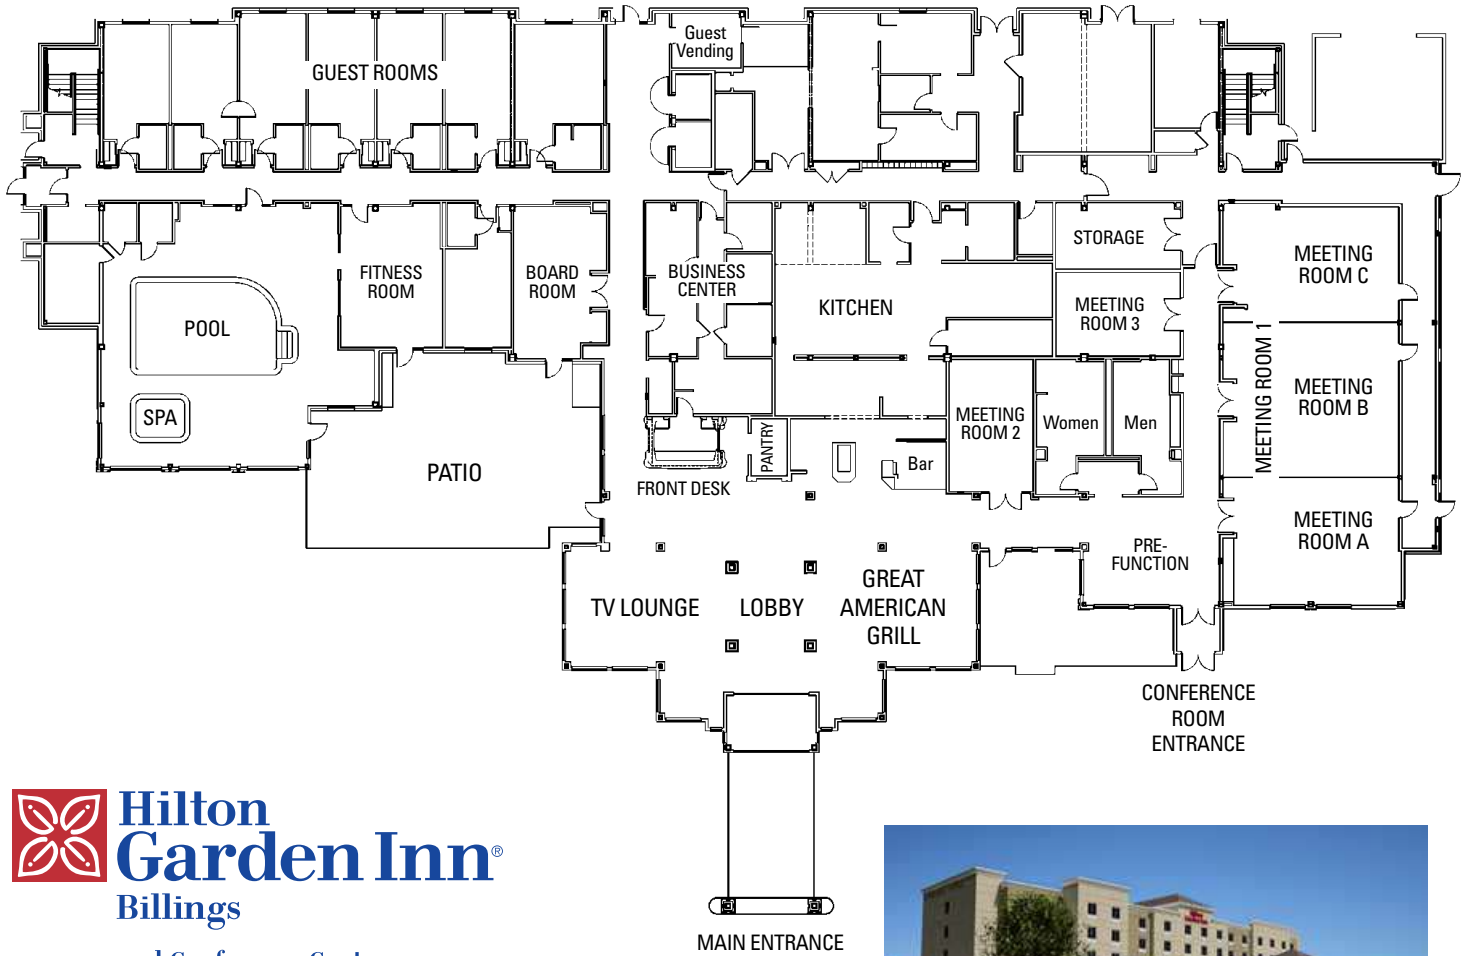 Guest
Vending
GUEST ROOMS
STORAGE
MEETING
ROOM C
FITNESS
ROOM
BOARD
ROOM
BUSINESS
CENTER
KITCHEN
MEETING
ROOM 3
POOL
MEETING ROOM 1
MEETING
ROOM B
SPA
MEETING
ROOM 2
Women
Men
PANTRY
Bar
PATIO
FRONT DESK
MEETING
ROOM A
PRE-
FUNCTION
TV LOUNGE
LOBBY
GREAT
AMERICAN
GRILL
CONFERENCE
ROOM
ENTRANCE
MAIN ENTRANCE
Hilton
Garden Inn®
Billings